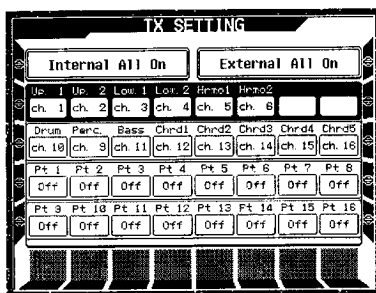 TX SETTING
Internal All On External All On
Up. 1 Up. 2 Low. 1 Low. 2 Hrmo1 Hrmo2
ch. 1 ch. 2 ch. 3 ch. 4 ch. 5 ch. 6
Drum Perc. Bass Chrd1 Chrd2 Chrd3 Chrd4 Chrd5
ch. 10 ch. 9 ch. 11 ch. 12 ch. 13 ch. 14 ch. 15 ch. 16
Pt 1 Pt 2 Pt 3 Pt 4 Pt 5 Pt 6 Pt 7 Pt 8
Off Off Off Off Off Off Off Off
Pt 9 Pt 10 Pt 11 Pt 12 Pt 13 Pt 14 Pt 15 Pt 16
Off Off Off Off Off Off Off Off